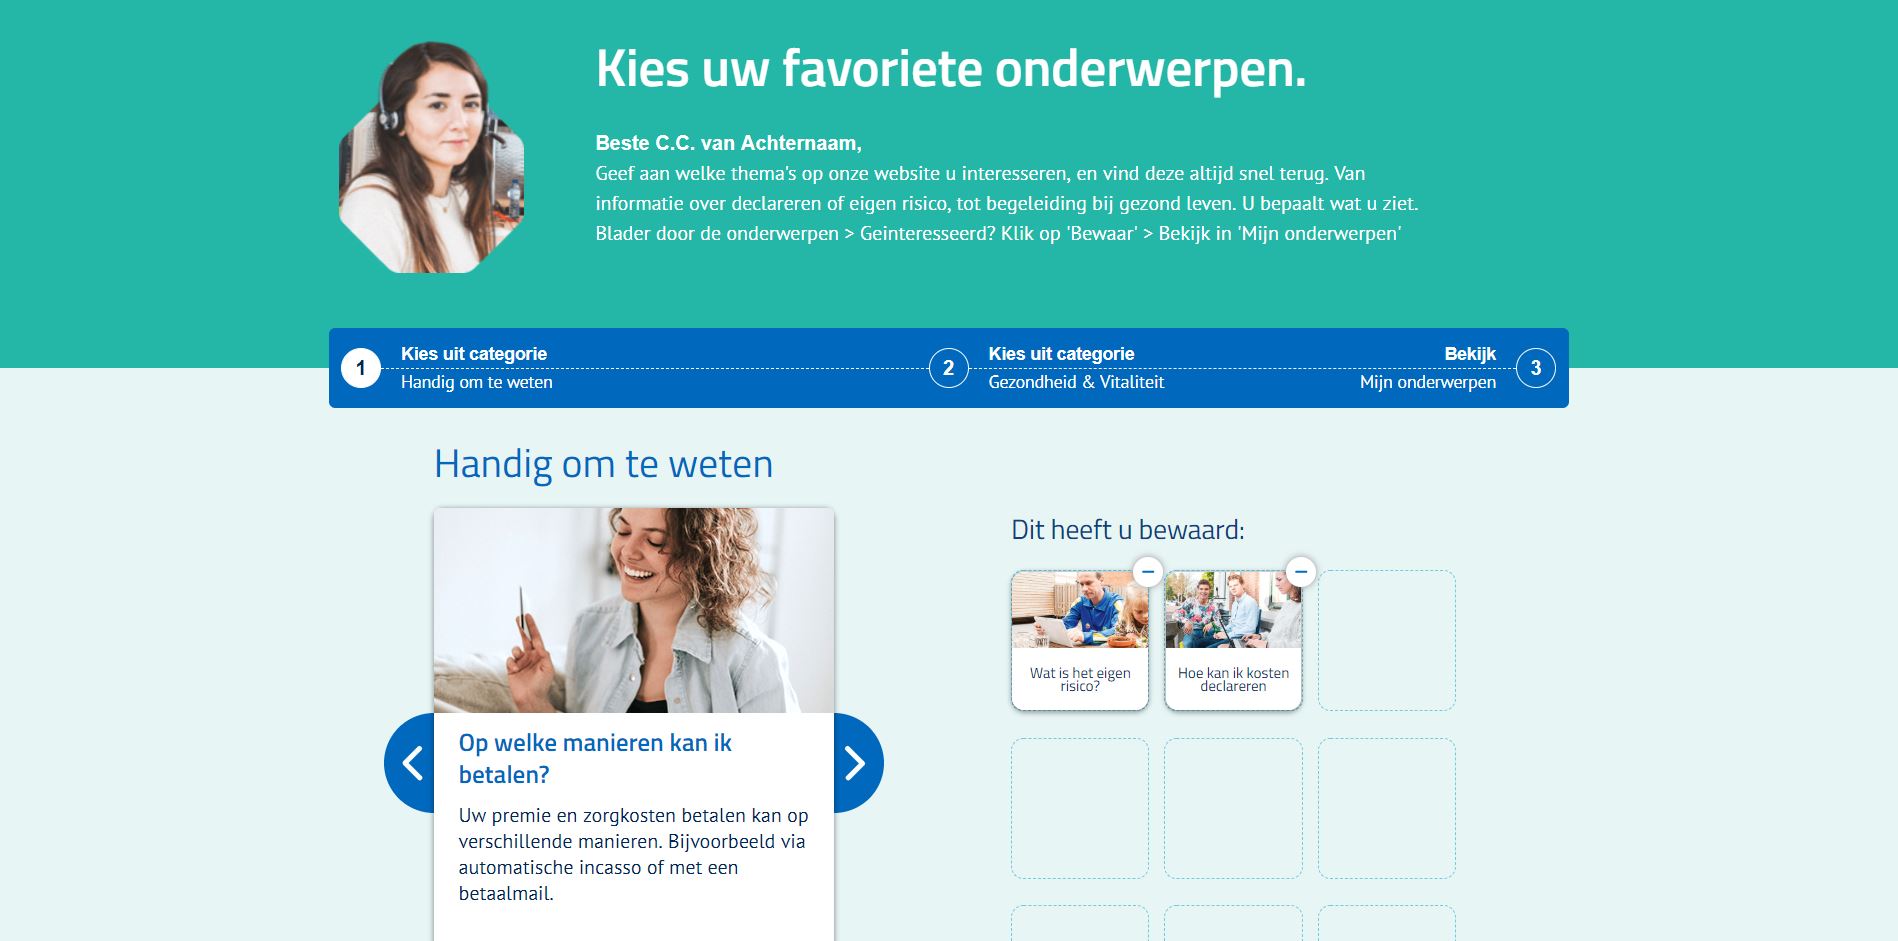 Kies uw favoriete onderwerpen.
Beste C.C. van Achternaam,
Geef aan welke thema's op onze website u interesseren, en vind deze altijd snel terug. Van
informatie over declareren of eigen risico, tot begeleiding bij gezond leven. U bepaalt wat u ziet.
Blader door de onderwerpen > Geinteresseerd? Klik op 'Bewaar' > Bekijk in 'Mijn onderwerpen'
1
Kies uit categorie
Handig om te weten
2
Kies uit categorie
Gezondheid & Vitaliteit
Bekijk
Mijn onderwerpen
3
Handig om te weten
Op welke manieren kan ik
betalen?
Uw premie en zorgkosten betalen kan op
verschillende manieren. Bijvoorbeeld via
automatische incasso of met een
betaalmail.
Dit heeft u bewaard:
Wat is het eigen
risico?
Hoe kan ik kosten
declareren